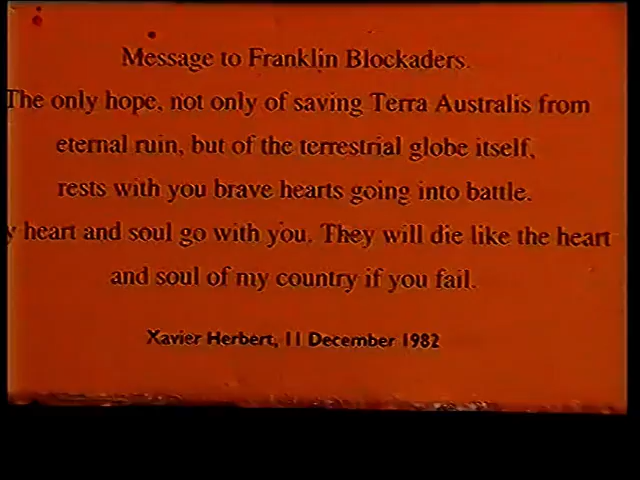 Message to Franklin Blockaders.
The only hope, not only of saving Terra Australis from
eternal ruin, but of the terrestrial globe itself,
rests with you brave hearts going into battle.
y heart and soul go with you. They will die like the heart
and soul of my country if you fail.
Xavier Herbert, 11 December 1982